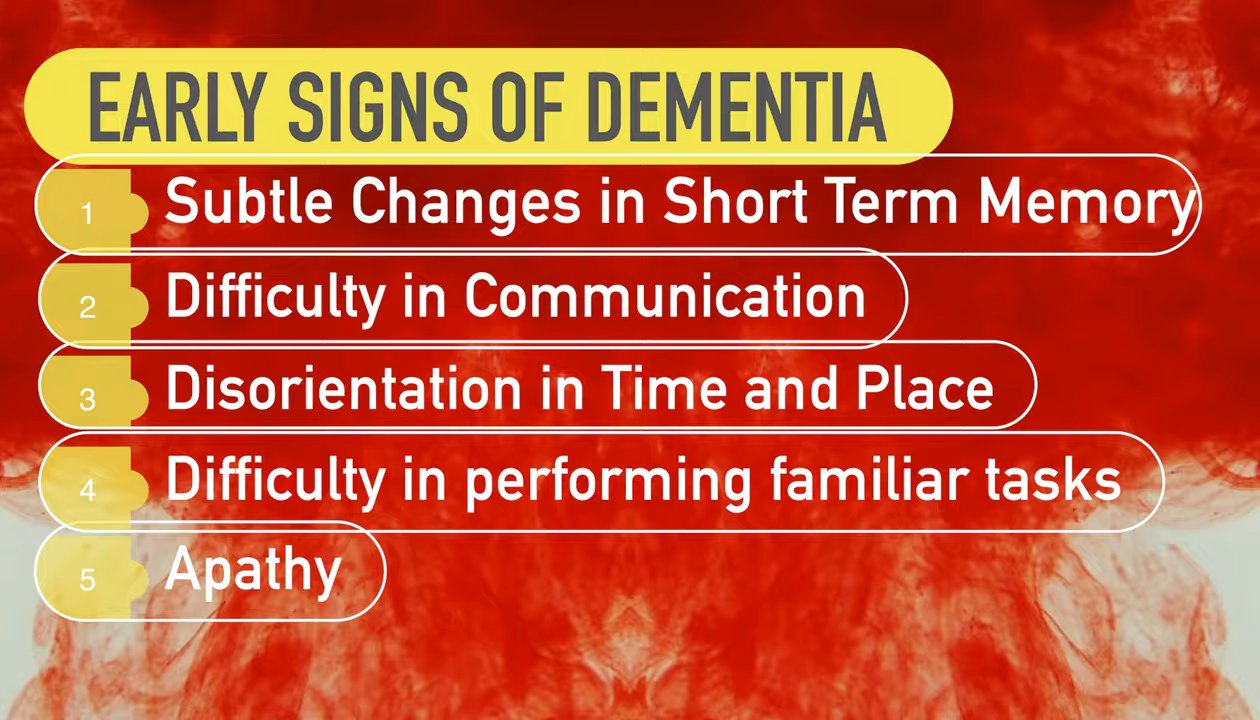 EARLY SIGNS OF DEMENTIA
1 Subtle Changes in Short Term Memory
2 Difficulty in Communication
3 Disorientation in Time and Place
4 Difficulty in performing familiar tasks
5 Apathy